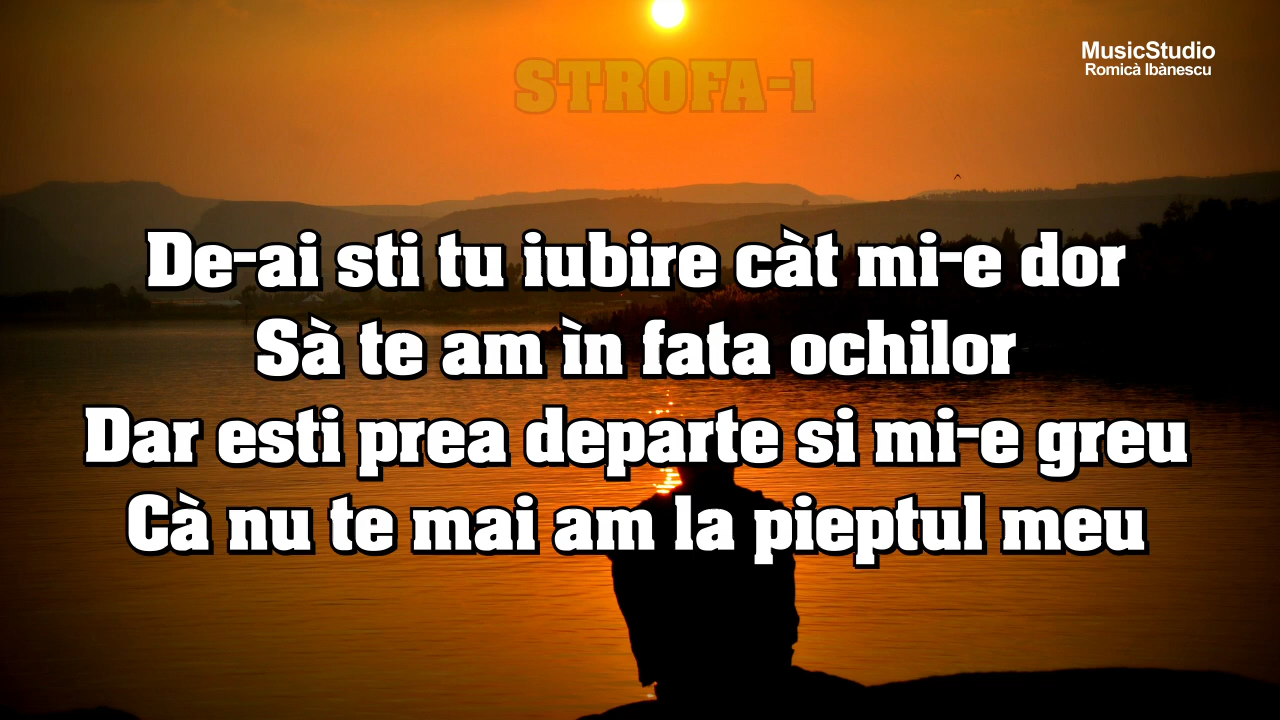 MusicStudio
Romicà Ibànescu
STROFA-1
De-ai sti tu iubire càt mi-e dor
Sà te am ìn fata ochilor
Dar esti prea departe si mi-e greu
Cà nu te mai am la pieptul meu